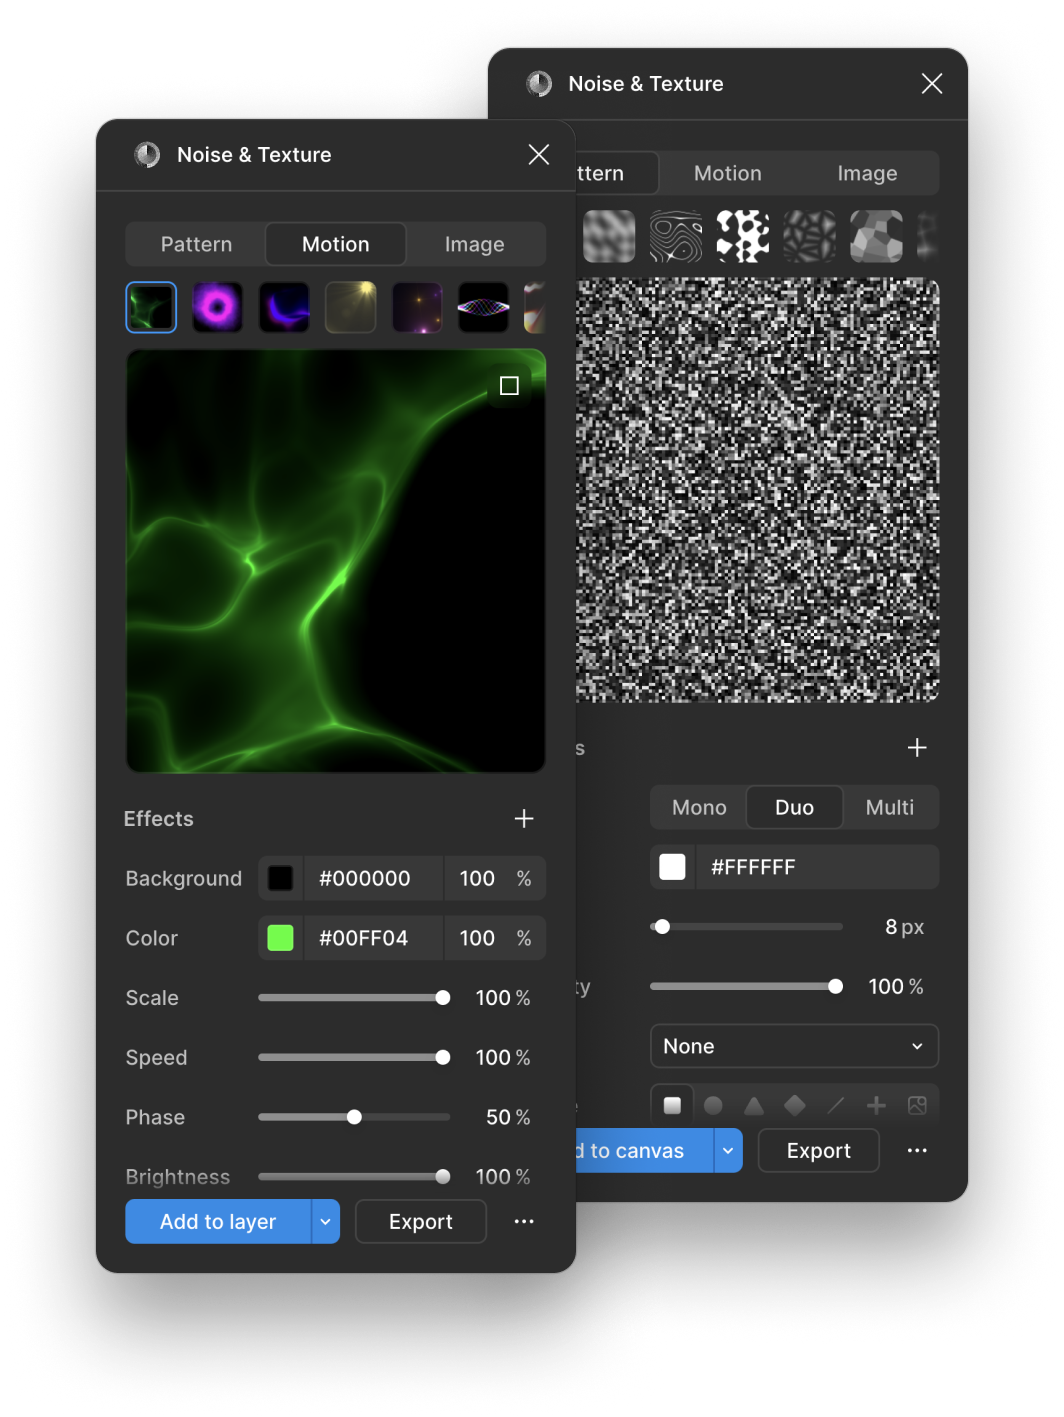 Noise & Texture
Pattern Motion Image
Effects
Background #000000 100 %
Color #00FF04 100 %
Scale 100 %
Speed 100 %
Phase 50 %
Brightness 100 %
Add to layer Export
Noise & Texture
ttern Motion Image
s
Mono Duo Multi
#FFFFFF
8 px
ty 100 %
None
d to canvas Export